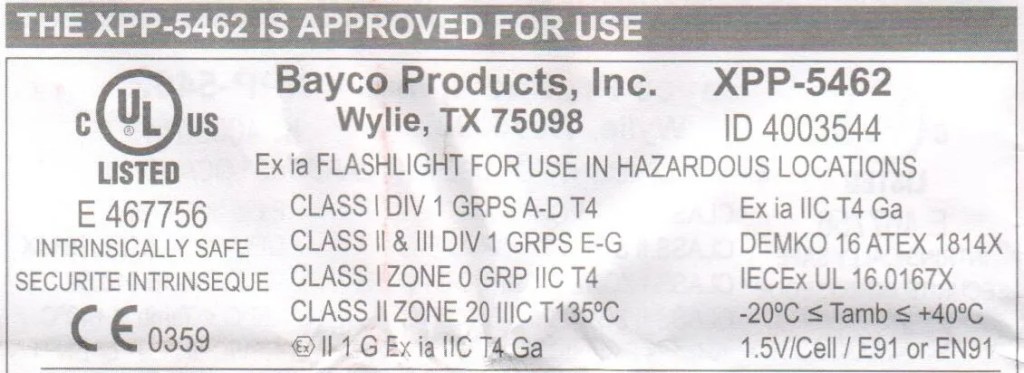 THE XPP-5462 IS APPROVED FOR USE
Bayco Products, Inc. XPP-5462
Wylie, TX 75098 ID 4003544
C UL ® US
LISTED
E 467756
INTRINSICALLY SAFE
SECURITE INTRINSEQUE
CE 0359
Ex ia FLASHLIGHT FOR USE IN HAZARDOUS LOCATIONS
CLASS I DIV 1 GRPS A-D T4
CLASS II & III DIV 1 GRPS E-G
CLASS I ZONE 0 GRP IIC T4
CLASS II ZONE 20 IIIC T135ºC
Ex II 1 G Ex ia IIC T4 Ga
Ex ia IIC T4 Ga
DEMKO 16 ATEX 1814X
IECEx UL 16.0167X
-20ºC ≤ Tamb ≤ +40ºC
1.5V/Cell / E91 or EN91